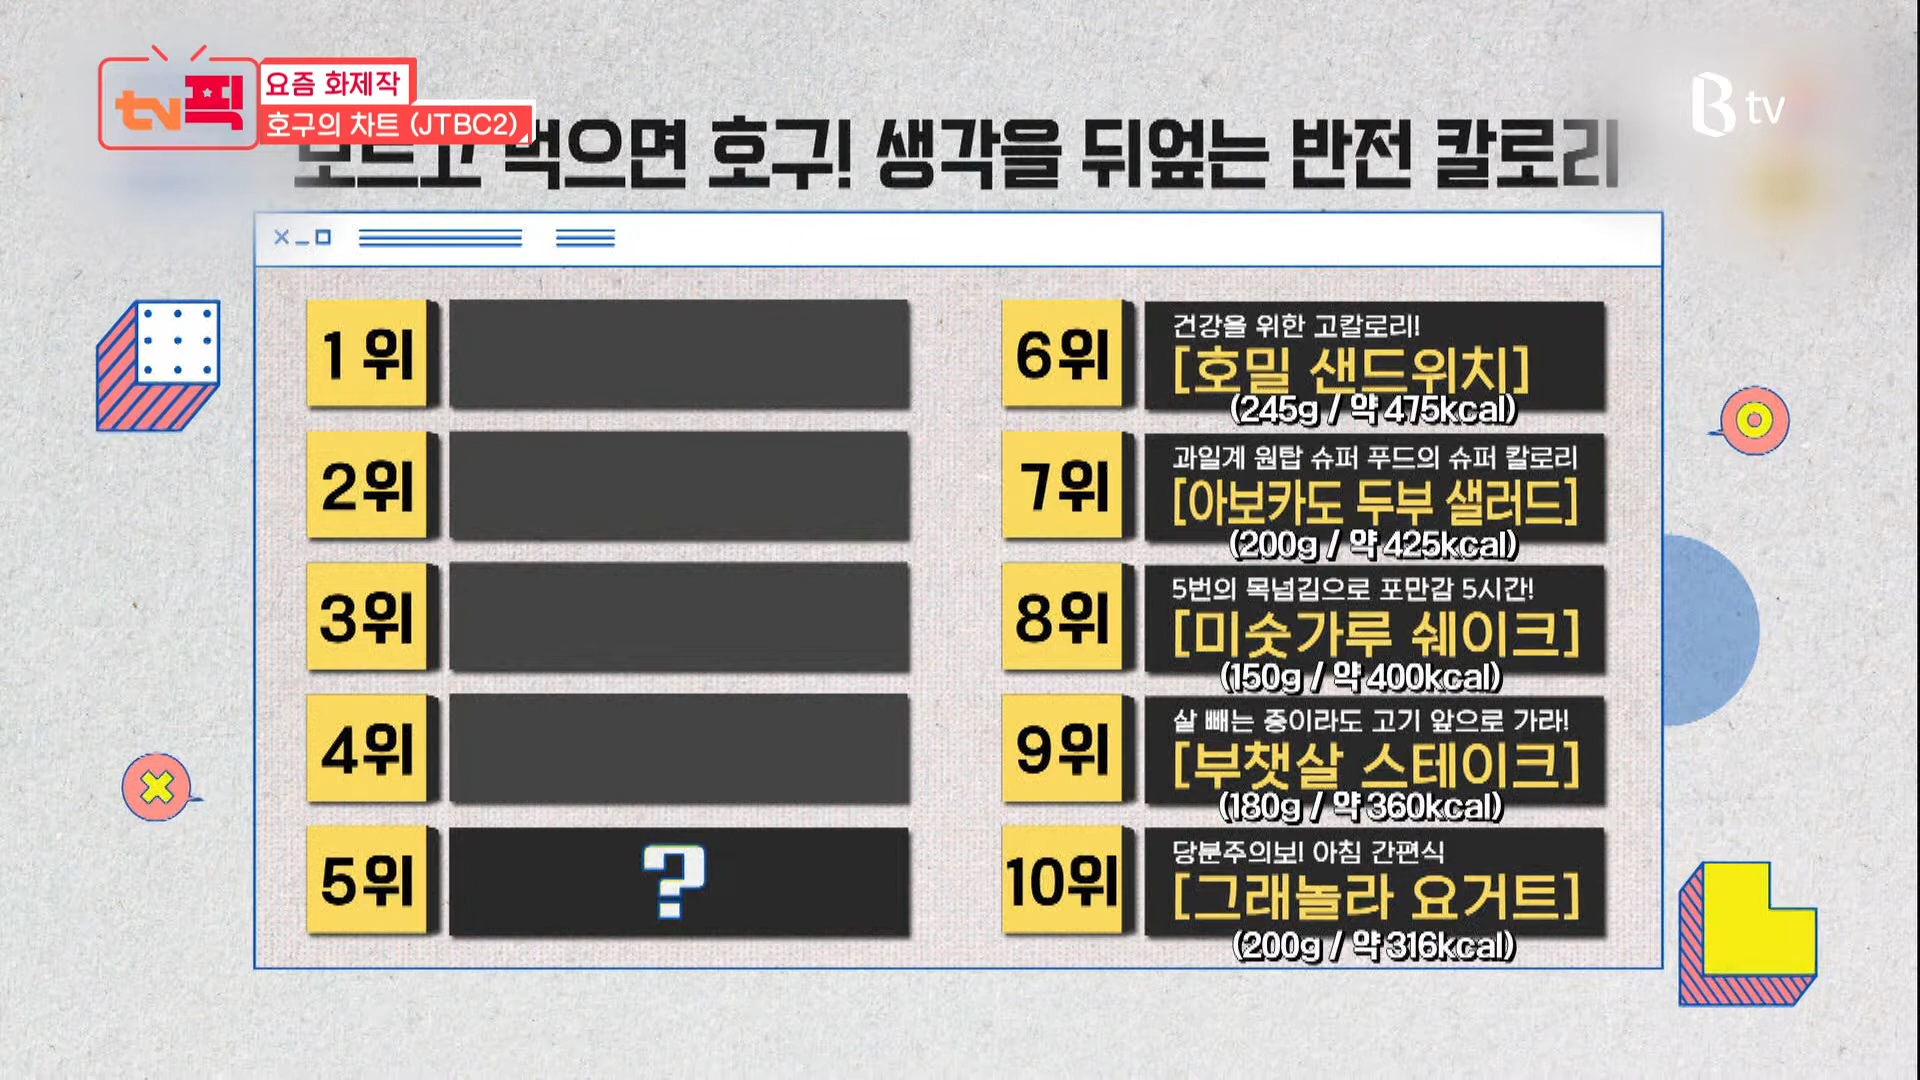 tv픽
요즘 화제작
호구의 차트 (JTBC2)
B tv
모르고 먹으면 호구! 생각을 뒤엎는 반전 칼로리
1위
2위
3위
4위
5위
?
6위
건강을 위한 고칼로리!
[호밀 샌드위치]
(245g / 약 475kcal)
7위
과일계 원탑 슈퍼 푸드의 슈퍼 칼로리
[아보카도 두부 샐러드]
(200g / 약 425kcal)
8위
5번의 목넘김으로 포만감 5시간!
[미숫가루 쉐이크]
(150g / 약 400kcal)
9위
살 빼는 중이라도 고기 앞으로 가라!
[부챗살 스테이크]
(180g / 약 360kcal)
10위
당분주의보! 아침 간편식
[그래놀라 요거트]
(200g / 약 316kcal)